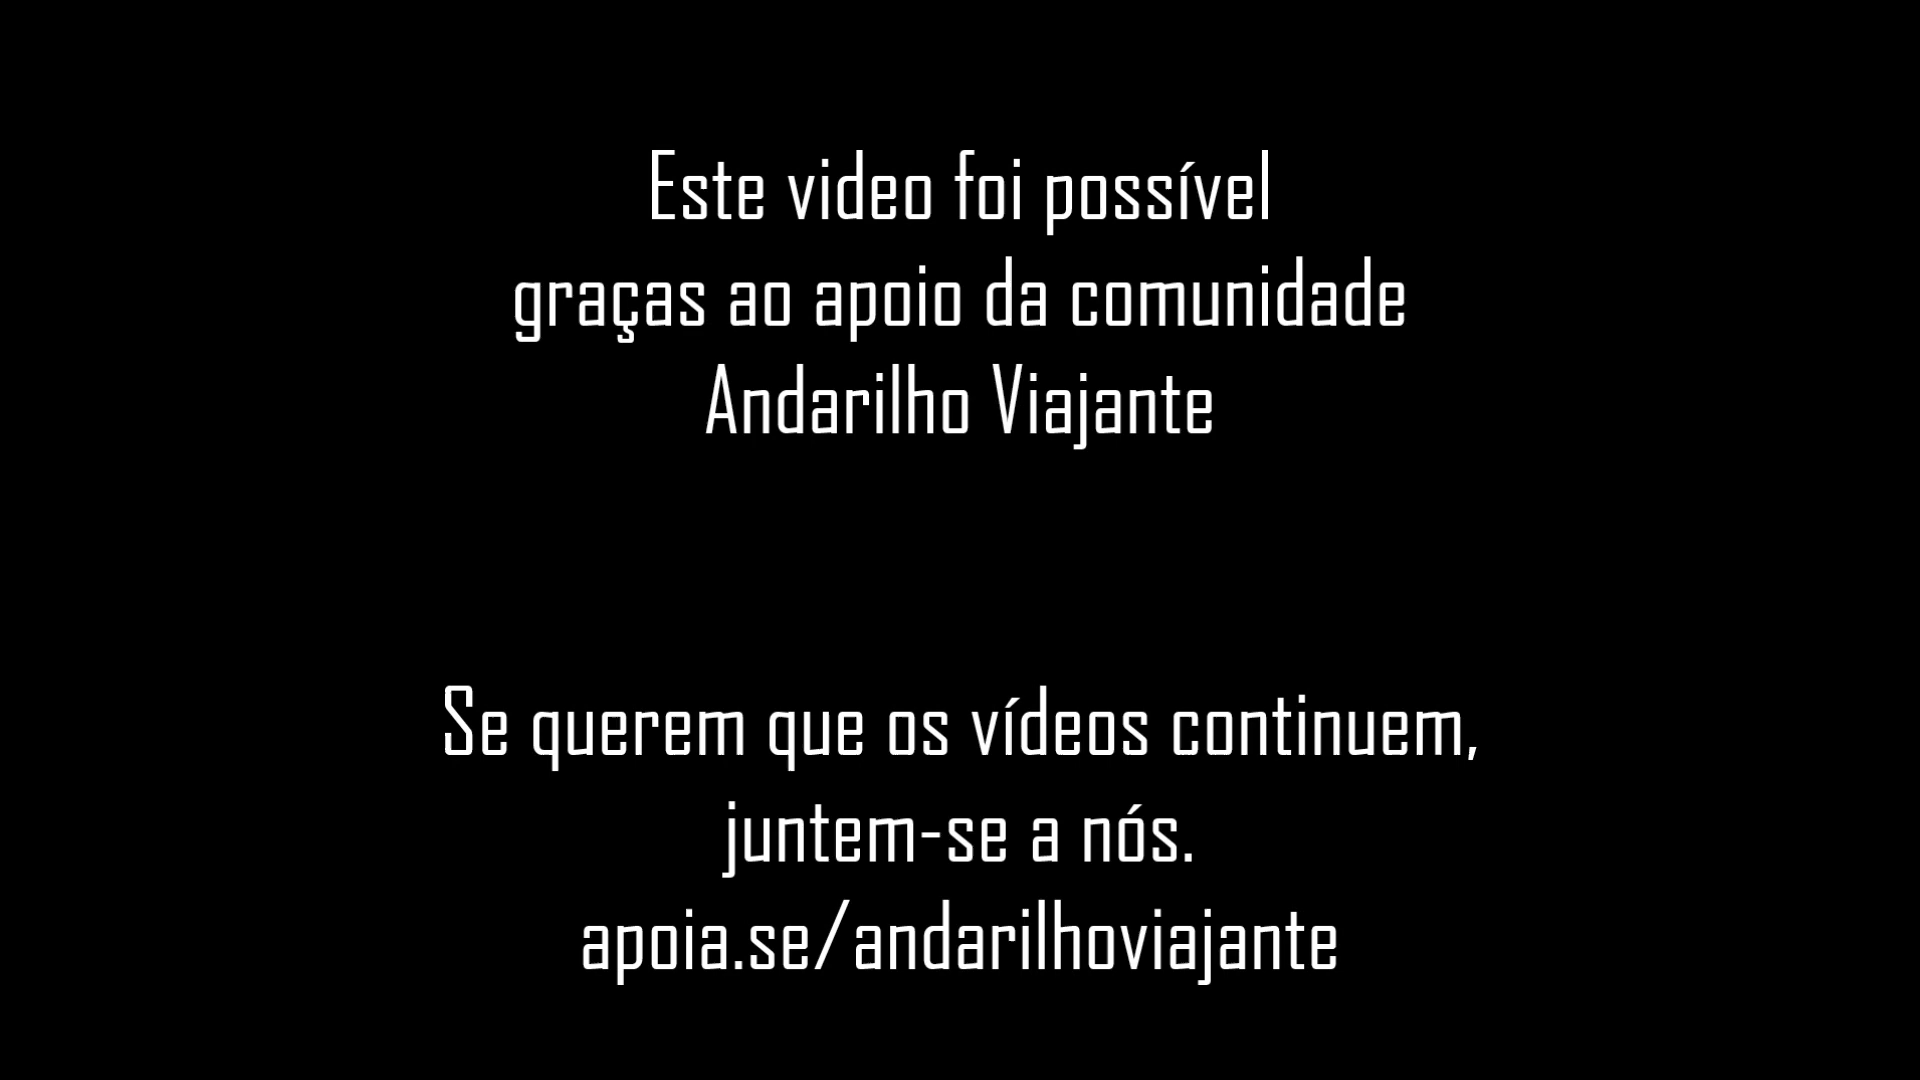 Este video foi possível
graças ao apoio da comunidade
Andarilho Viajante
Se querem que os vídeos continuem,
juntem-se a nós.
apoia.se/andarilhoviajante